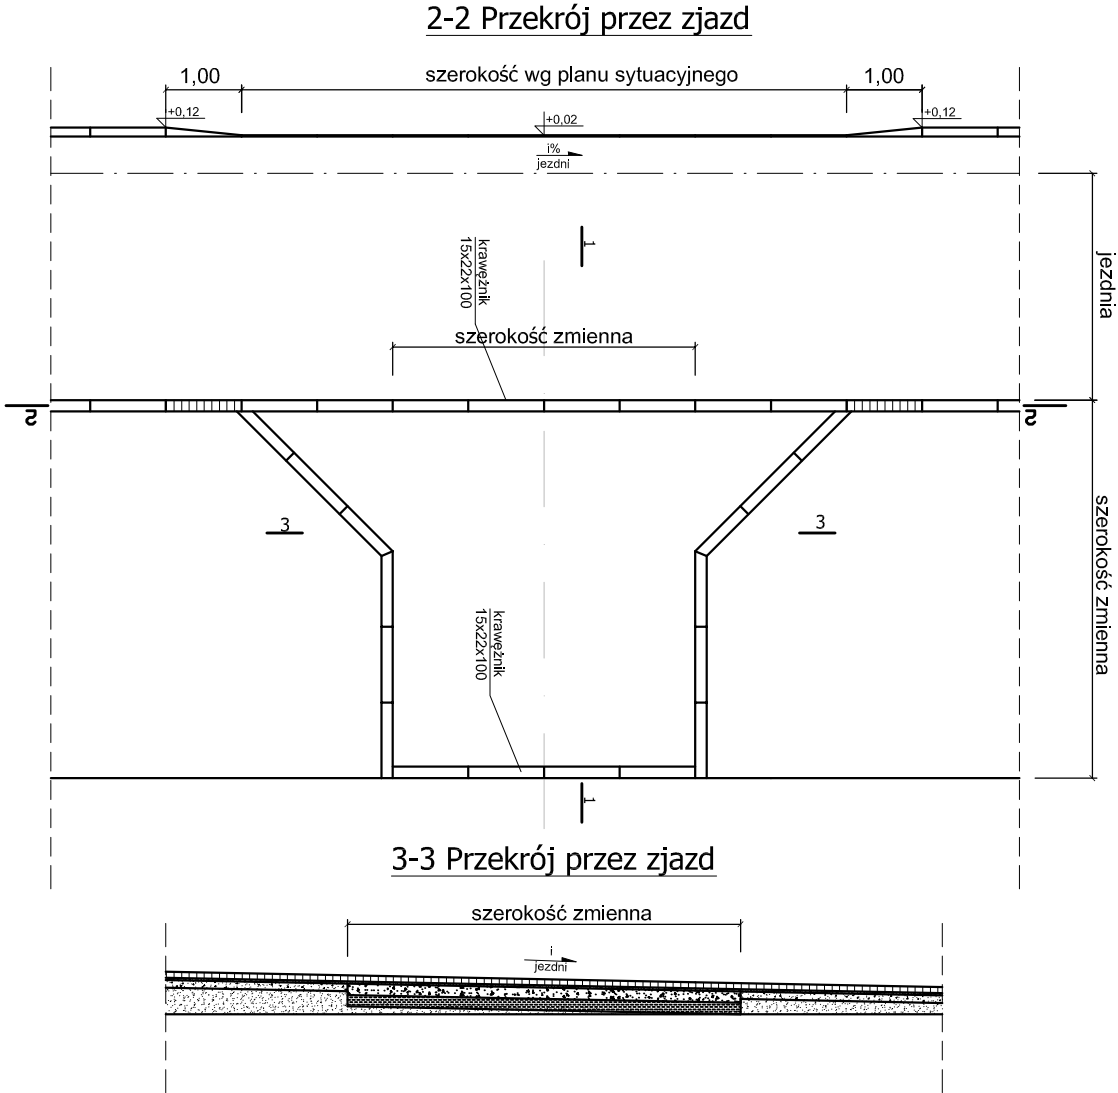 2-2 Przekrój przez zjazd
1,00
szerokość wg planu sytuacyjnego
1,00
+0,12
+0,02
+0,12
i%
jezdni
1
krawężnik
15x22x100
jezdnia
szerokość zmienna
2
2
3
3
szerokość zmienna
krawężnik
15x22x100
1
3-3 Przekrój przez zjazd
szerokość zmienna
i
jezdni